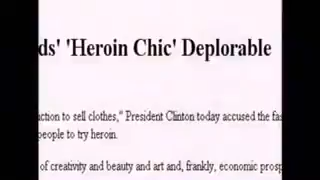 ds' 'Heroin Chic' Deplorable
ction to sell clothes," President Clinton today accused the fas
people to try heroin.
of creativity and beauty and art and, frankly, economic prosp